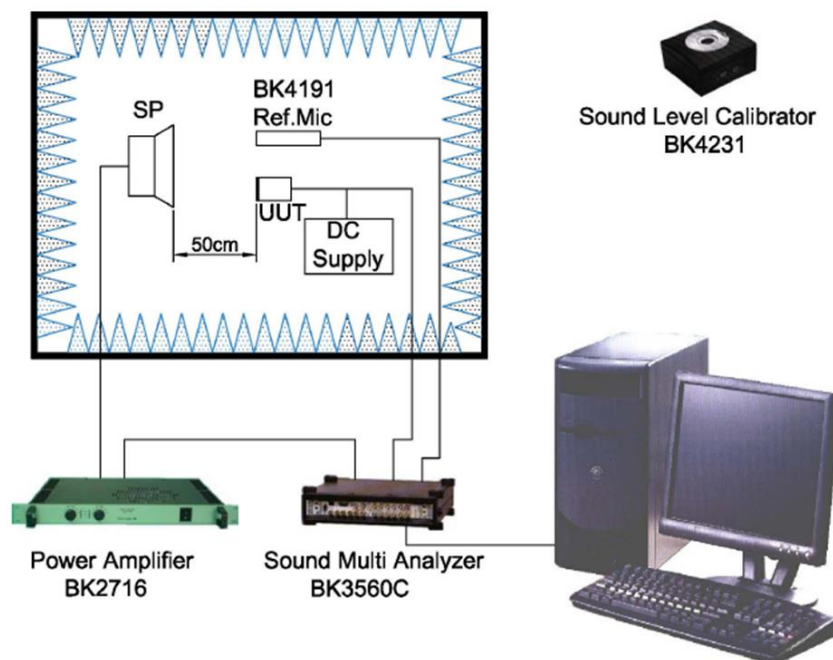 SP
BK4191
Ref.Mic
UUT
50cm
DC
Supply
Sound Level Calibrator
BK4231
Power Amplifier
BK2716
Sound Multi Analyzer
BK3560C